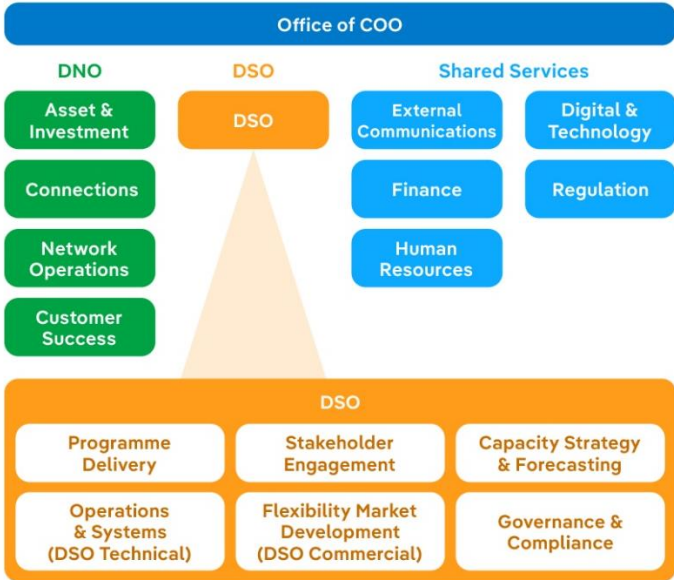 Office of COO
DNO
DSO
Shared Services
Asset &
Investment
Connections
Network
Operations
Customer
Success
DSO
External
Communications
Digital &
Technology
Finance
Regulation
Human
Resources
DSO
Programme
Delivery
Stakeholder
Engagement
Capacity Strategy
& Forecasting
Operations
& Systems
(DSO Technical)
Flexibility Market
Development
(DSO Commercial)
Governance &
Compliance